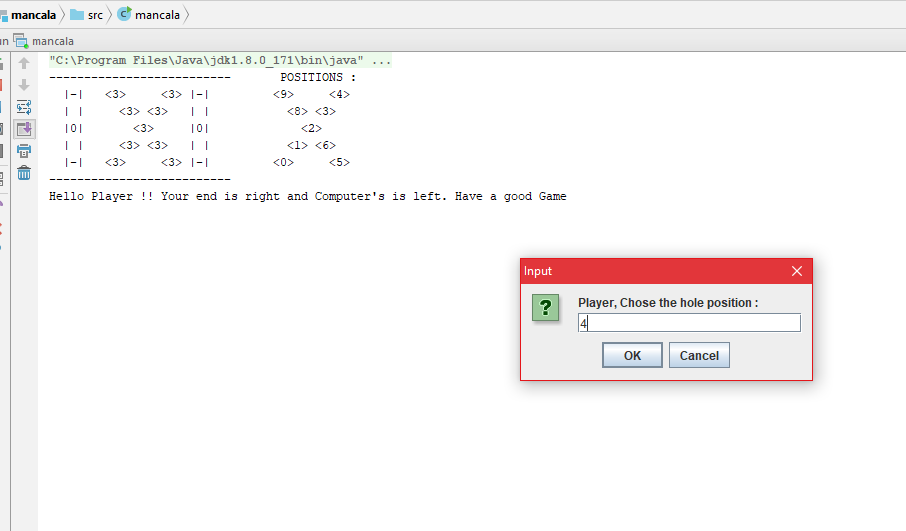 mancala src mancala
un mancala
"C:\Program Files\Java\jdk1.8.0_171\bin\java" ...
--------------------------       POSITIONS :
  |-|   <3>     <3> |-|         <9>     <4>
  | |     <3> <3>   | |           <8> <3>
  |0|       <3>     |0|             <2>
  | |     <3> <3>   | |           <1> <6>
  |-|   <3>     <3> |-|         <0>     <5>
--------------------------
Hello Player !! Your end is right and Computer's is left. Have a good Game
Input
Player, Chose the hole position :
4
OK Cancel